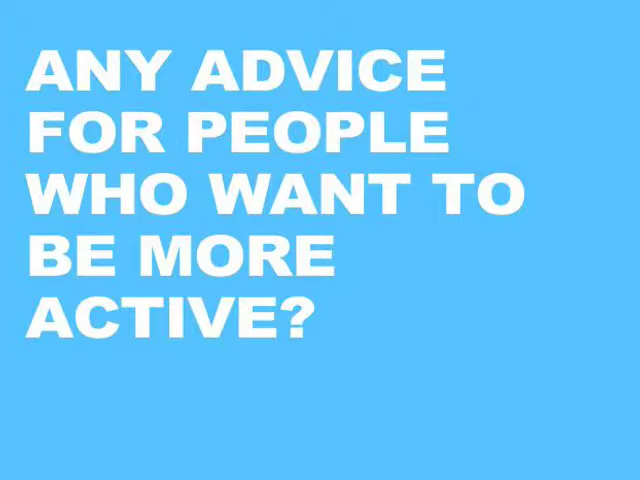 ANY ADVICE
FOR PEOPLE
WHO WANT TO
BE MORE
ACTIVE?